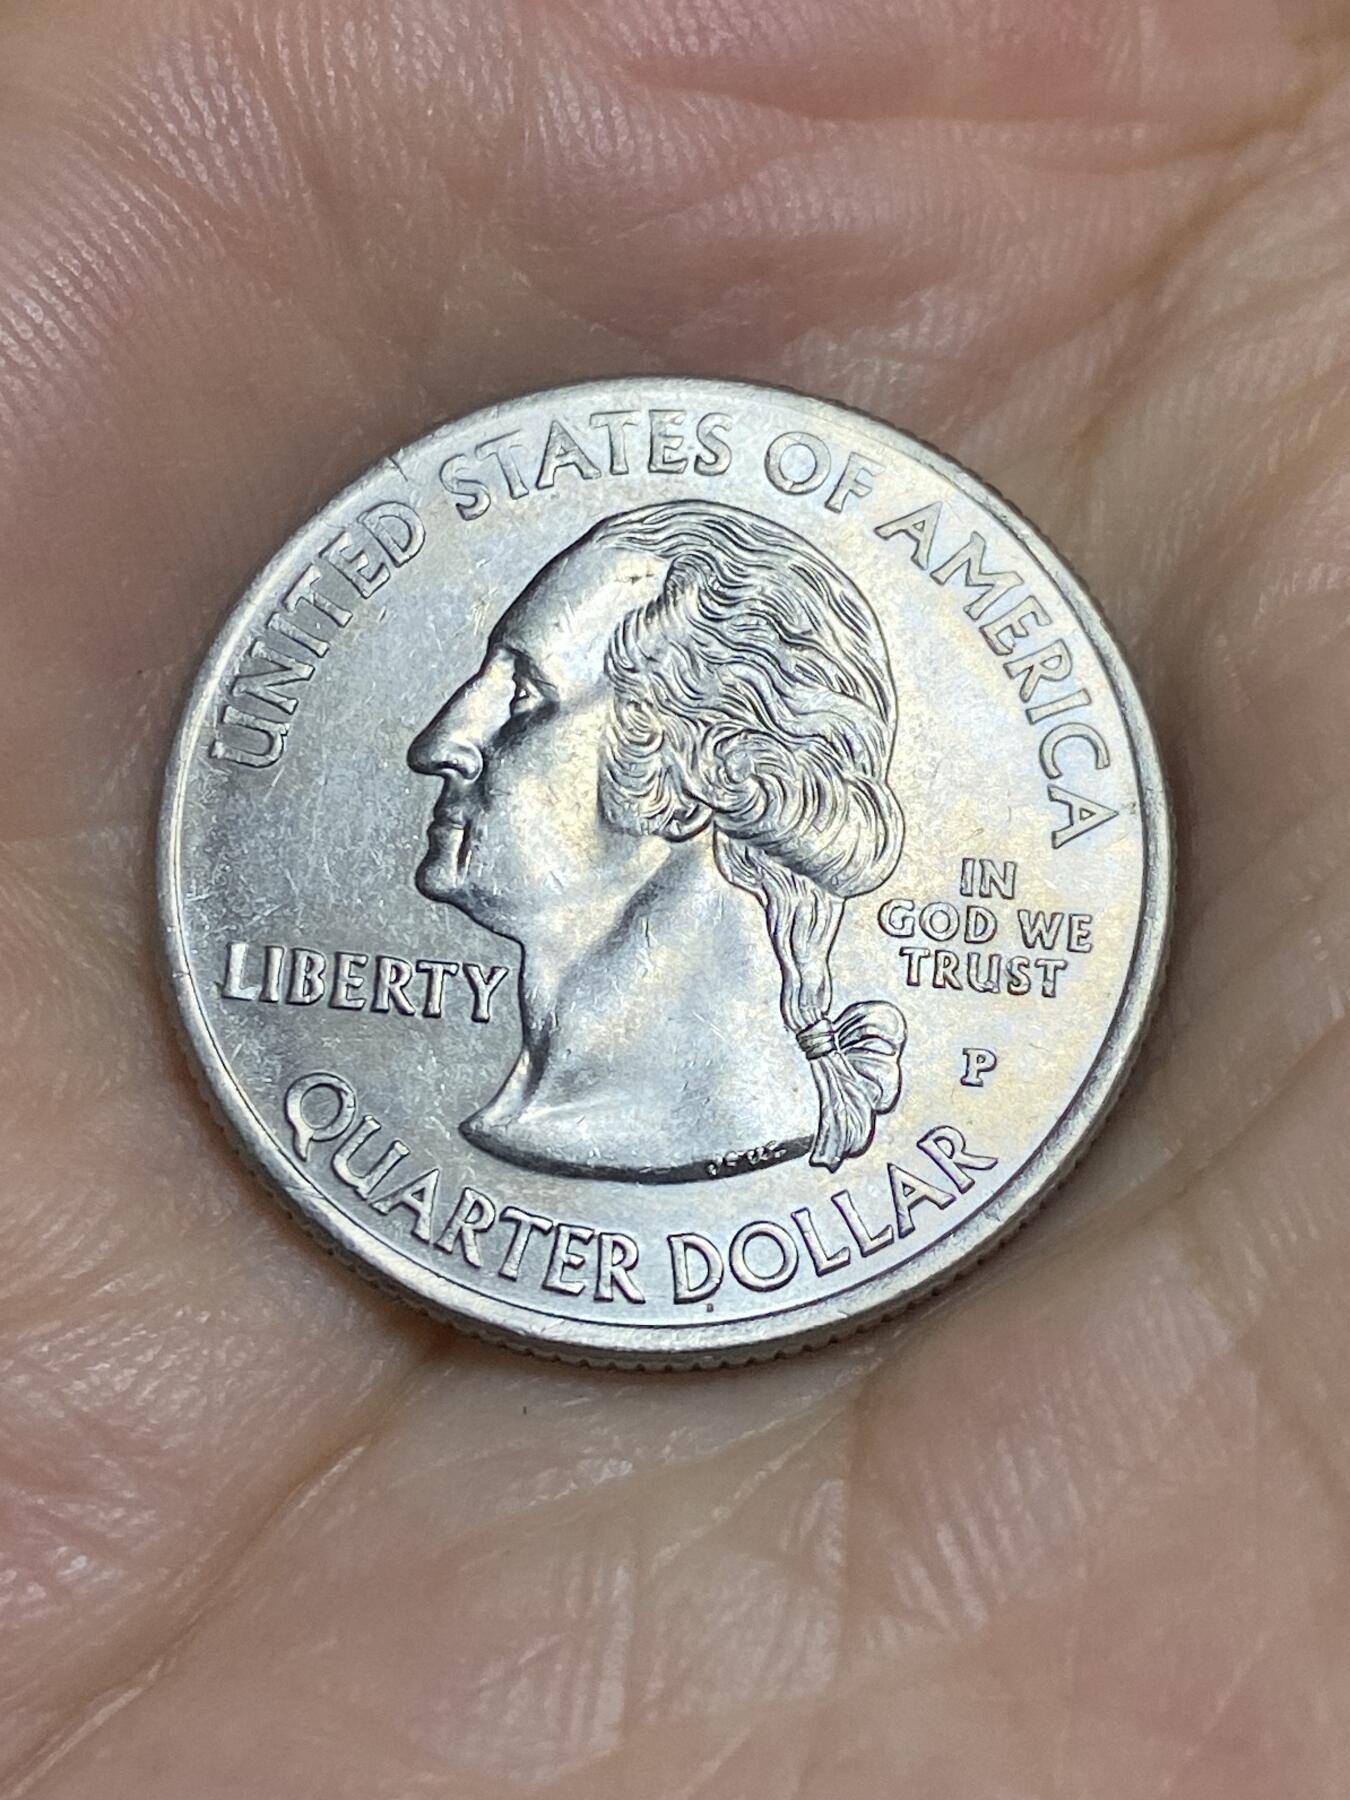 UNITED STATES OF AMERICA
LIBERTY
IN
GOD WE
TRUST
P
QUARTER DOLLAR